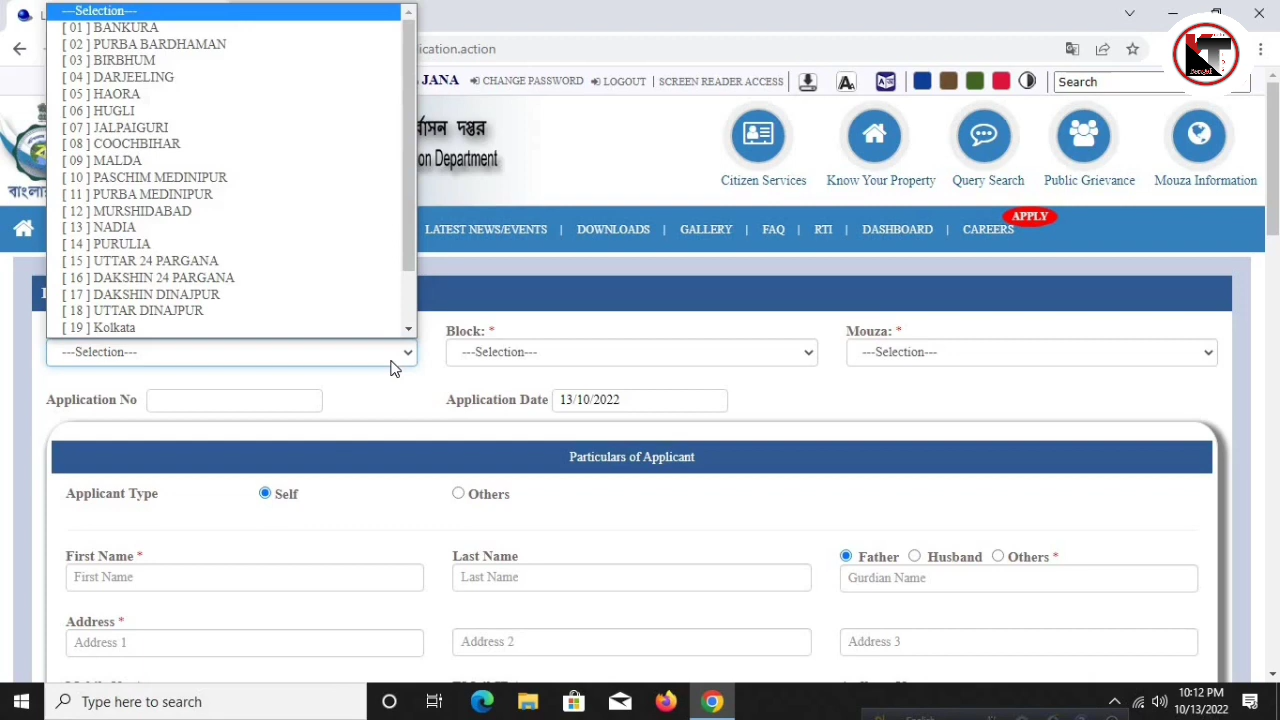 ---Selection---
[ 01 ] BANKURA
[ 02 ] PURBA BARDHAMAN
[ 03 ] BIRBHUM
[ 04 ] DARJEELING
[ 05 ] HAORA
[ 06 ] HUGLI
[ 07 ] JALPAIGURI
[ 08 ] COOCHBIHAR
[ 09 ] MALDA
[ 10 ] PASCHIM MEDINIPUR
[ 11 ] PURBA MEDINIPUR
[ 12 ] MURSHIDABAD
[ 13 ] NADIA
[ 14 ] PURULIA
[ 15 ] UTTAR 24 PARGANA
[ 16 ] DAKSHIN 24 PARGANA
[ 17 ] DAKSHIN DINAJPUR
[ 18 ] UTTAR DINAJPUR
[ 19 ] Kolkata
lication.action
JANA CHANGE PASSWORD LOGOUT SCREEN READER ACCESS Search
র্বাসন দপ্তর
on Department
বাংলার
Citizen Services Know Your Property Query Search Public Grievance Mouza Information
APPLY
LATEST NEWS/EVENTS | DOWNLOADS | GALLERY | FAQ | RTI | DASHBOARD | CAREERS
Block: * Mouza: *
---Selection--- ---Selection--- ---Selection---
Application No Application Date 13/10/2022
Particulars of Applicant
Applicant Type Self Others
First Name * Last Name Father Husband Others *
First Name Last Name Gurdian Name
Address *
Address 1 Address 2 Address 3
Type here to search
10:12 PM
10/13/2022